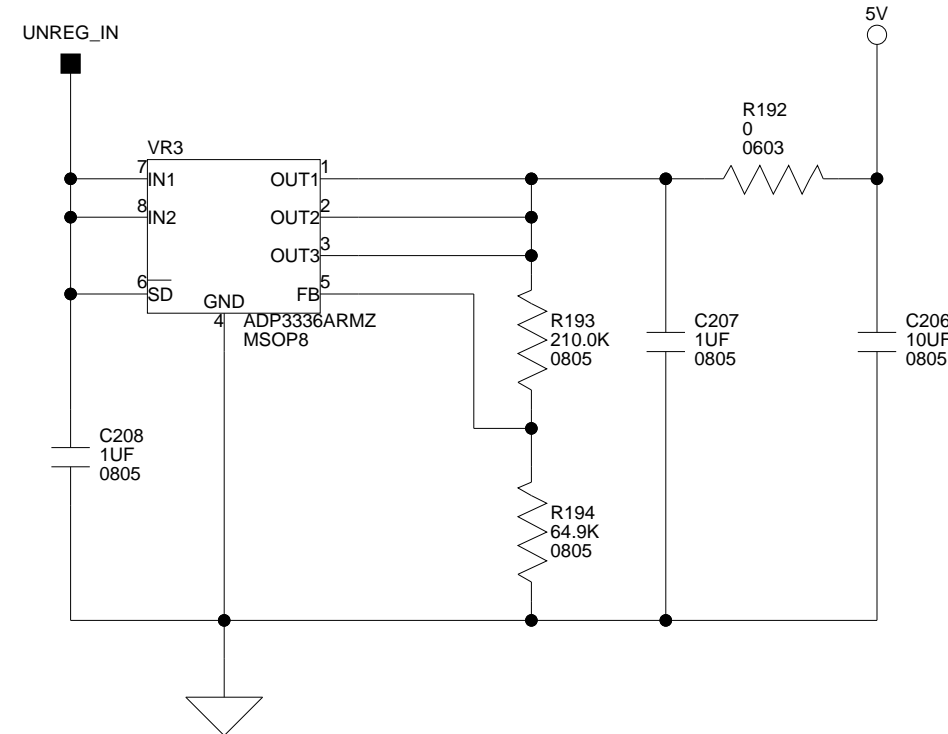 5V
UNREG_IN
R192
0
0603
VR3
7
IN1
OUT1
1
8
IN2
OUT2
2
OUT3
3
6
SD
FB
5
GND
4
ADP3336ARMZ
MSOP8
R193
210.0K
0805
C207
1UF
0805
C206
10UF
0805
C208
1UF
0805
R194
64.9K
0805